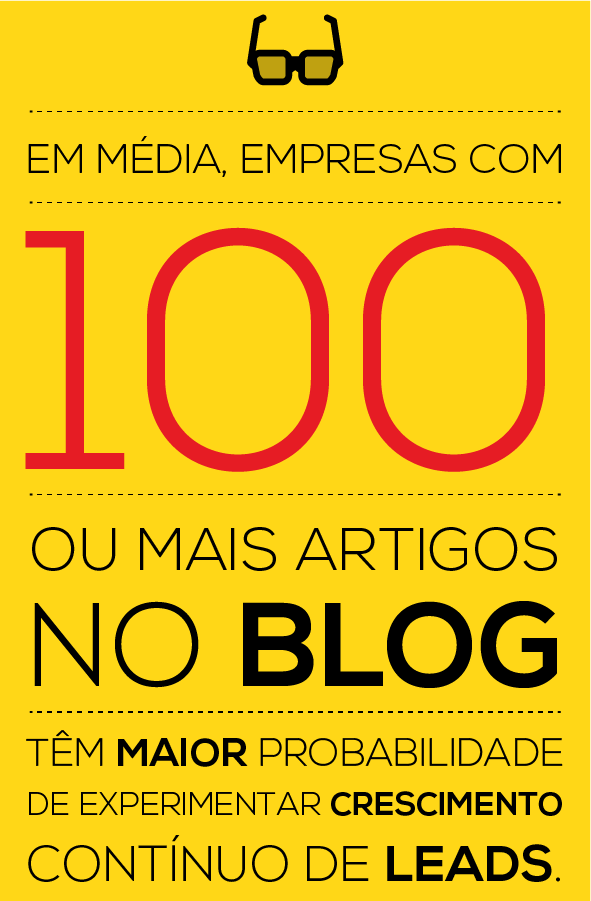 EM MÉDIA, EMPRESAS COM
100
OU MAIS ARTIGOS
NO BLOG
TÊM MAIOR PROBABILIDADE
DE EXPERIMENTAR CRESCIMENTO
CONTÍNUO DE LEADS.